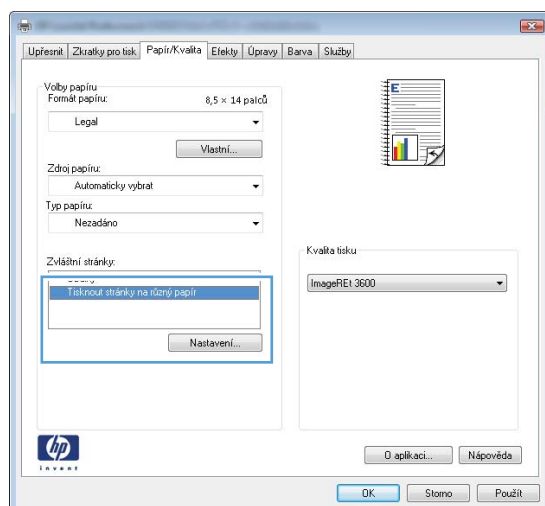 Upřesnit Zkratky pro tisk Papír/Kvalita Efekty Úpravy Barva Služby
Volby papíru
Formát papíru: 8,5 × 14 palců
Legal
Vlastní...
Zdroj papíru:
Automaticky vybrat
Typ papíru:
Nezadáno
Zvláštní stránky:
Tisknout stránky na různý papír
Nastavení...
E
Kvalita tisku
ImageREt 3600
hp
invent
O aplikaci... Nápověda
OK Storno Použít